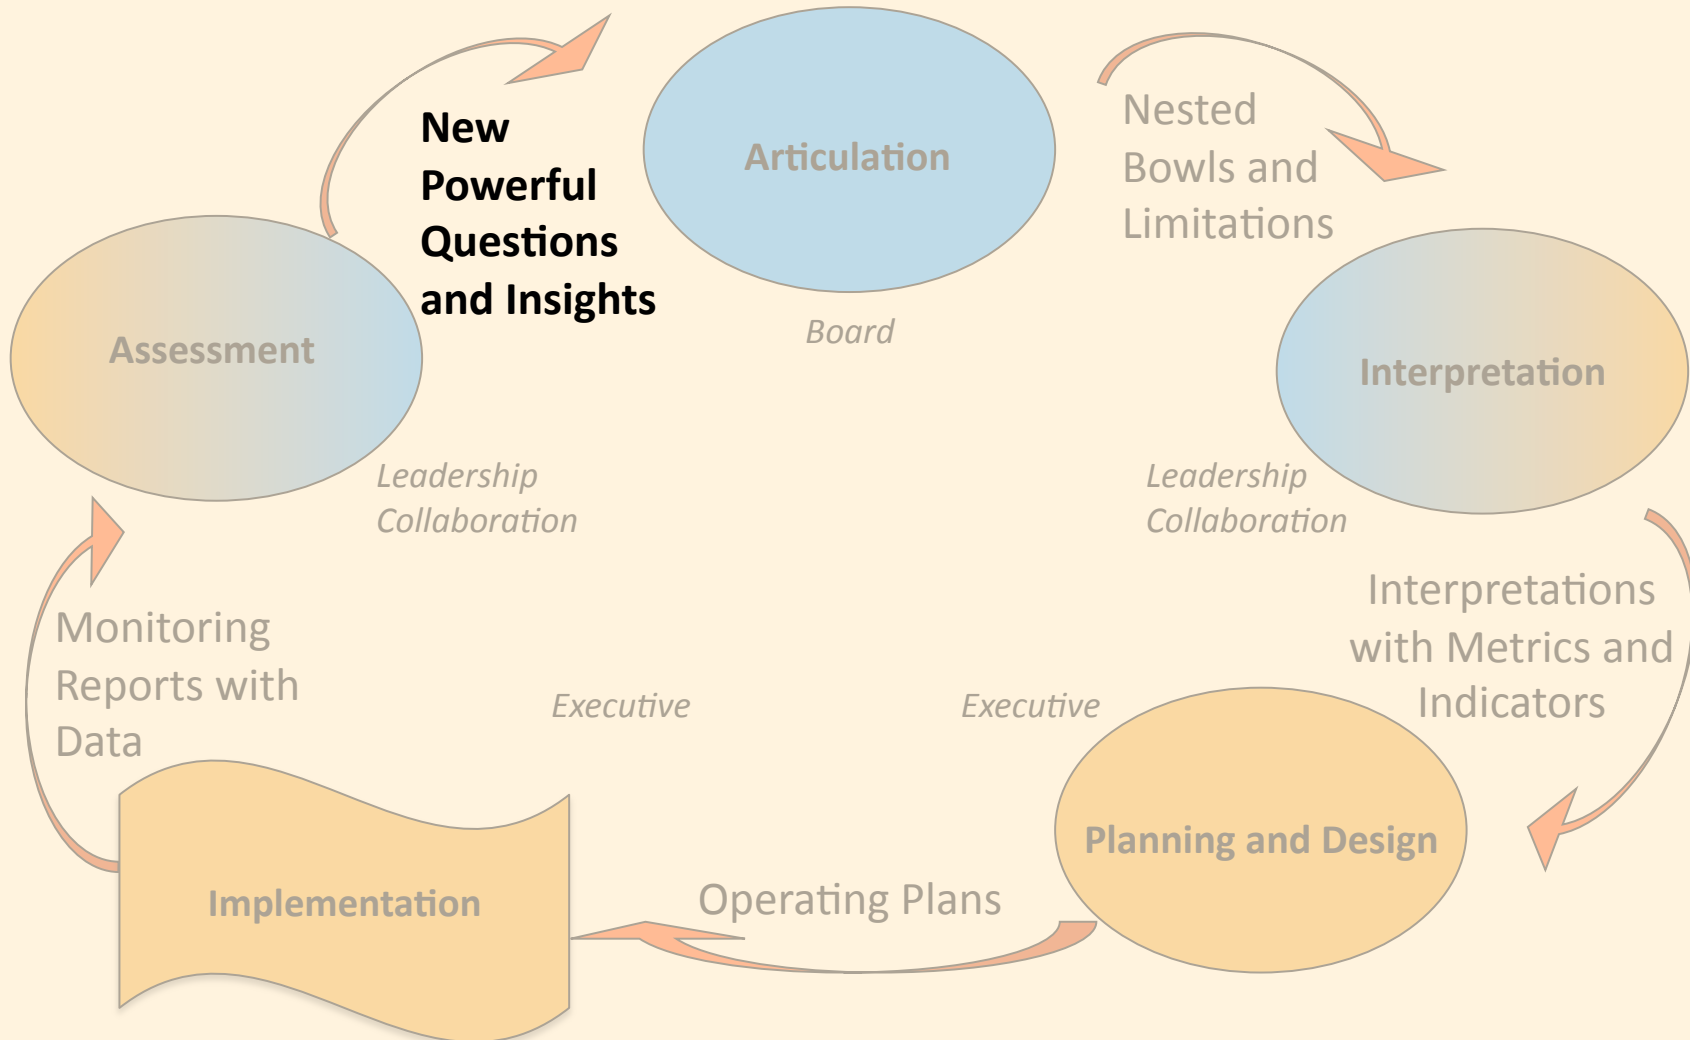 New
Powerful
Questions
and Insights
Articulation
Board
Nested
Bowls and
Limitations
Interpretation
Leadership
Collaboration
Interpretations
with Metrics and
Indicators
Planning and Design
Executive
Operating Plans
Implementation
Executive
Monitoring
Reports with
Data
Assessment
Leadership
Collaboration